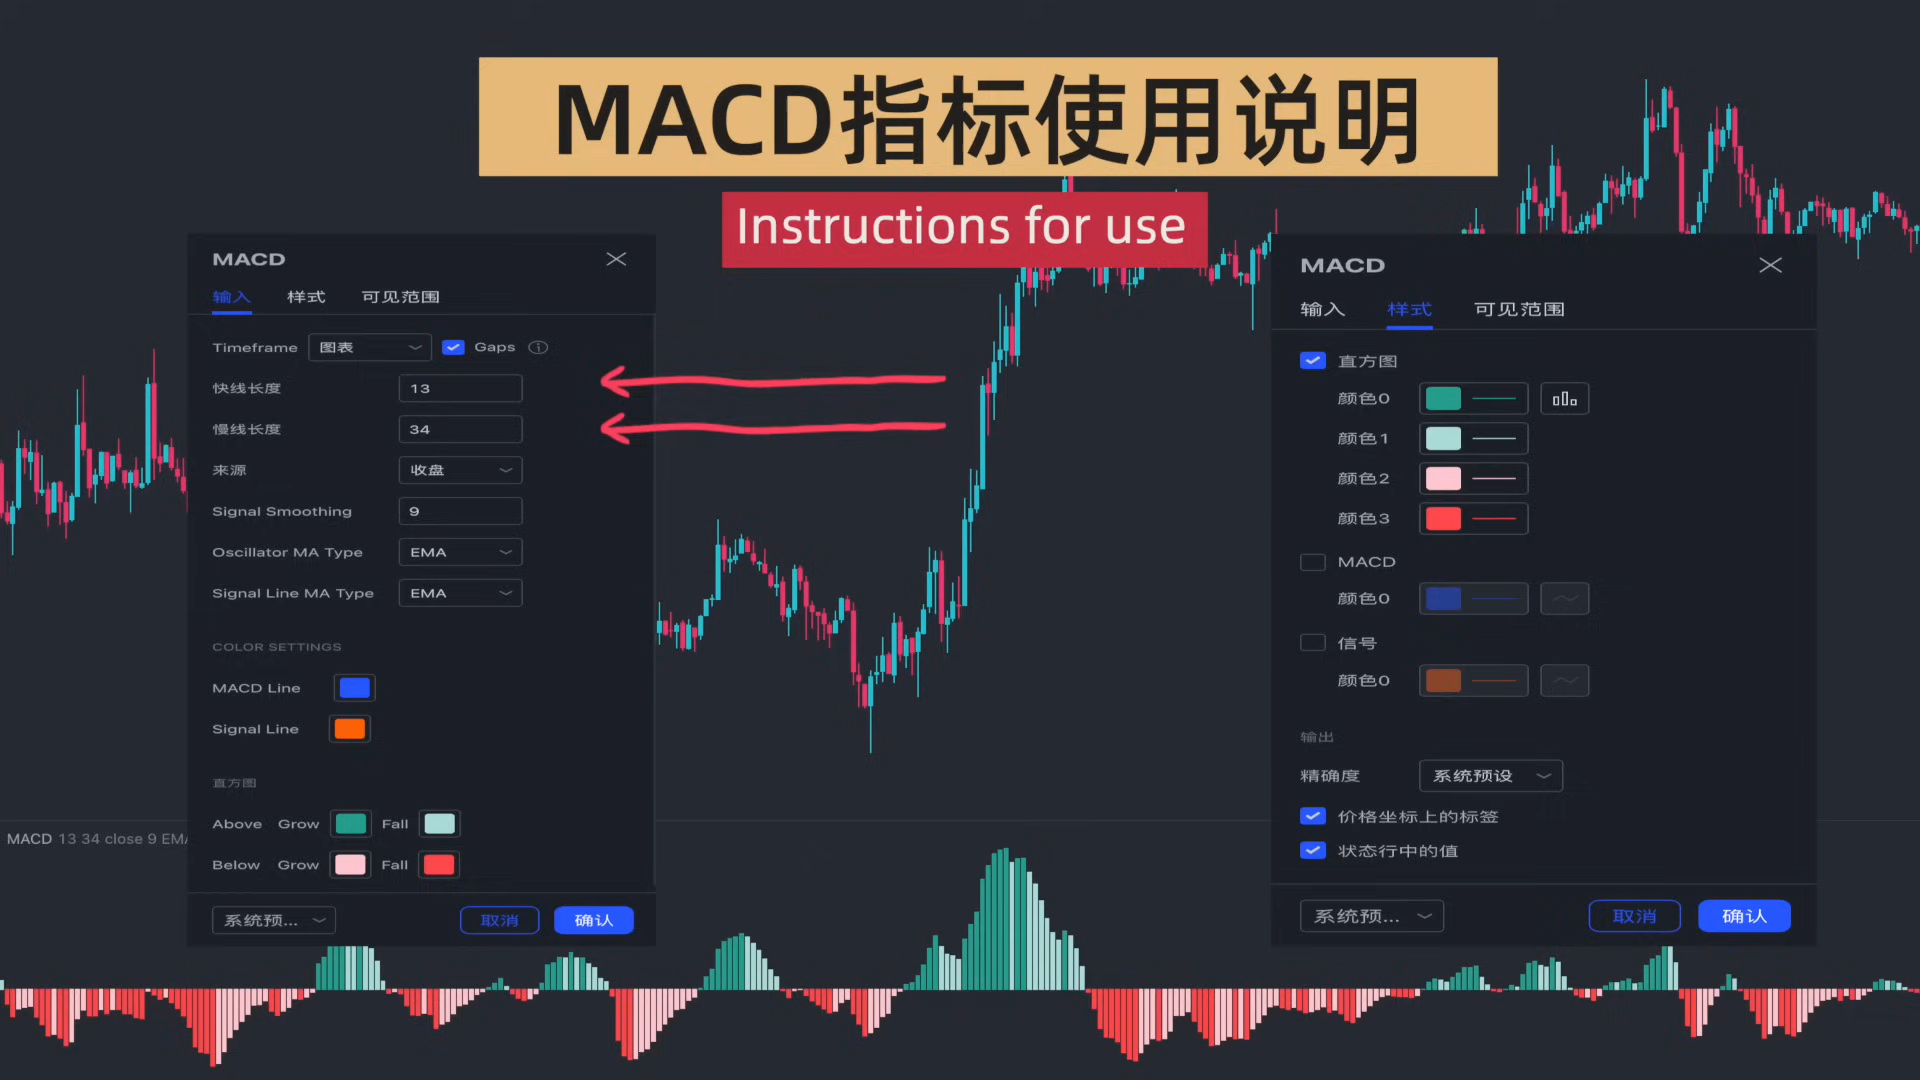 MACD指标使用说明
Instructions for use
MACD
输入 样式 可见范围
Timeframe 图表 Gaps
快线长度 13
慢线长度 34
来源 收盘
Signal Smoothing 9
Oscillator MA Type EMA
Signal Line MA Type EMA
COLOR SETTINGS
MACD Line
Signal Line
直方图
Above Grow Fall
Below Grow Fall
系统预... 取消 确认
MACD 13 34 close 9 EMA
MACD
输入 样式 可见范围
直方图
颜色0
颜色1
颜色2
颜色3
MACD
颜色0
信号
颜色0
输出
精确度 系统预设
价格坐标上的标签
状态行中的值
系统预... 取消 确认